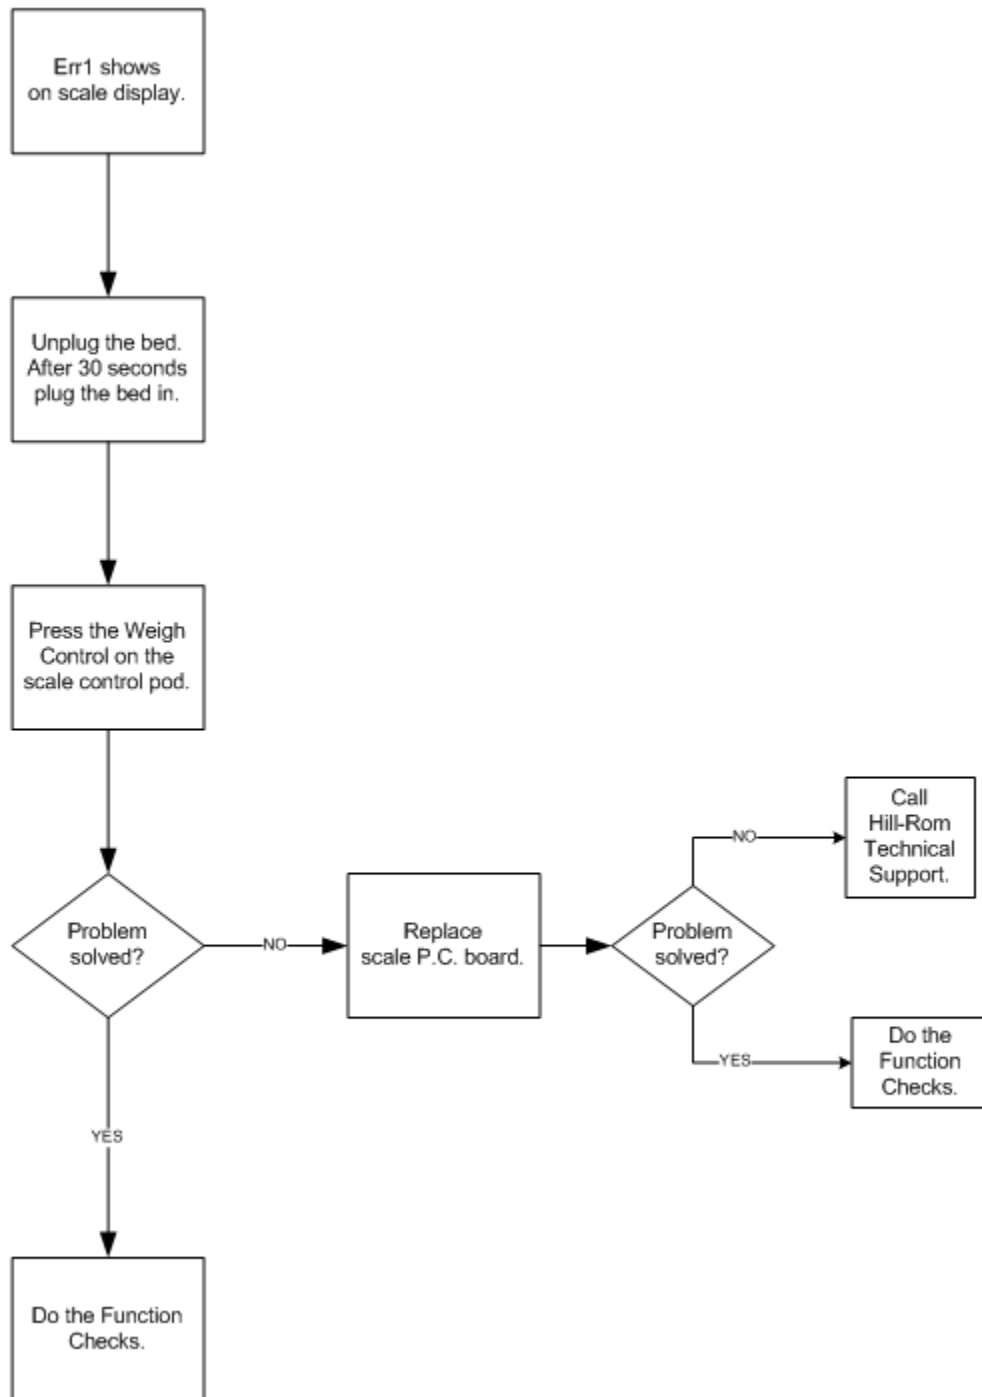 Err1 shows
on scale display.
Unplug the bed.
After 30 seconds
plug the bed in.
Press the Weigh
Control on the
scale control pod.
Problem
solved?
NO
Replace
scale P.C. board.
Problem
solved?
NO
Call
Hill-Rom
Technical
Support.
YES
Do the
Function
Checks.
YES
Do the Function
Checks.